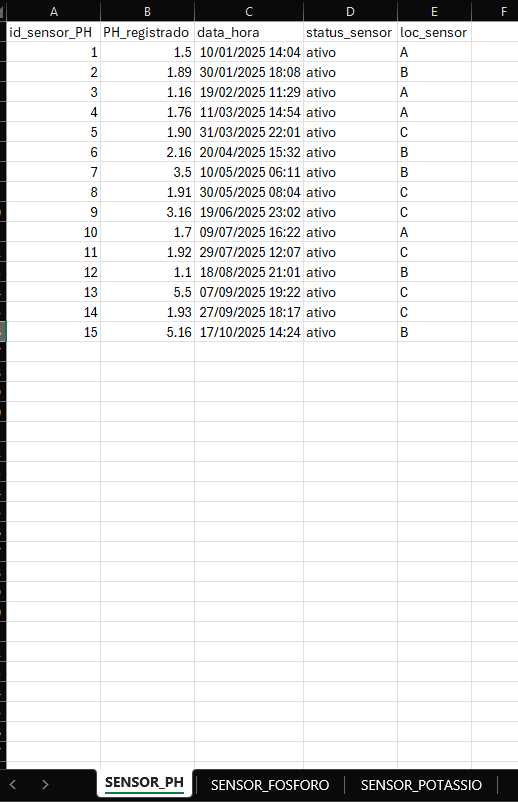 A B C D E F
id_sensor_PH PH_registrado data_hora status_sensor loc_sensor
1 1.5 10/01/2025 14:04 ativo A
2 1.89 30/01/2025 18:08 ativo B
3 1.16 19/02/2025 11:29 ativo A
4 1.76 11/03/2025 14:54 ativo A
5 1.90 31/03/2025 22:01 ativo C
6 2.16 20/04/2025 15:32 ativo B
7 3.5 10/05/2025 06:11 ativo B
8 1.91 30/05/2025 08:04 ativo C
9 3.16 19/06/2025 23:02 ativo C
10 1.7 09/07/2025 16:22 ativo A
11 1.92 29/07/2025 12:07 ativo C
12 1.1 18/08/2025 21:01 ativo B
13 5.5 07/09/2025 19:22 ativo C
14 1.93 27/09/2025 18:17 ativo C
15 5.16 17/10/2025 14:24 ativo B
SENSOR_PH SENSOR_FOSFORO SENSOR_POTASSIO